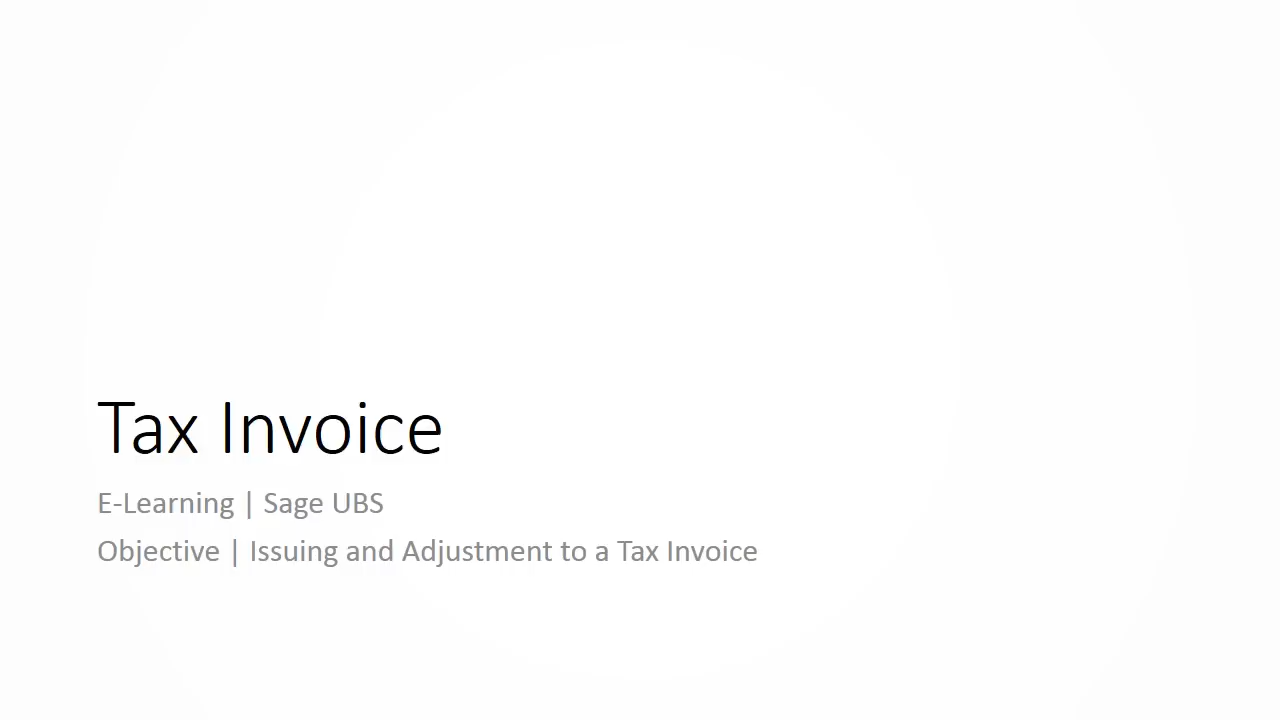 Tax Invoice
E-Learning | Sage UBS
Objective | Issuing and Adjustment to a Tax Invoice